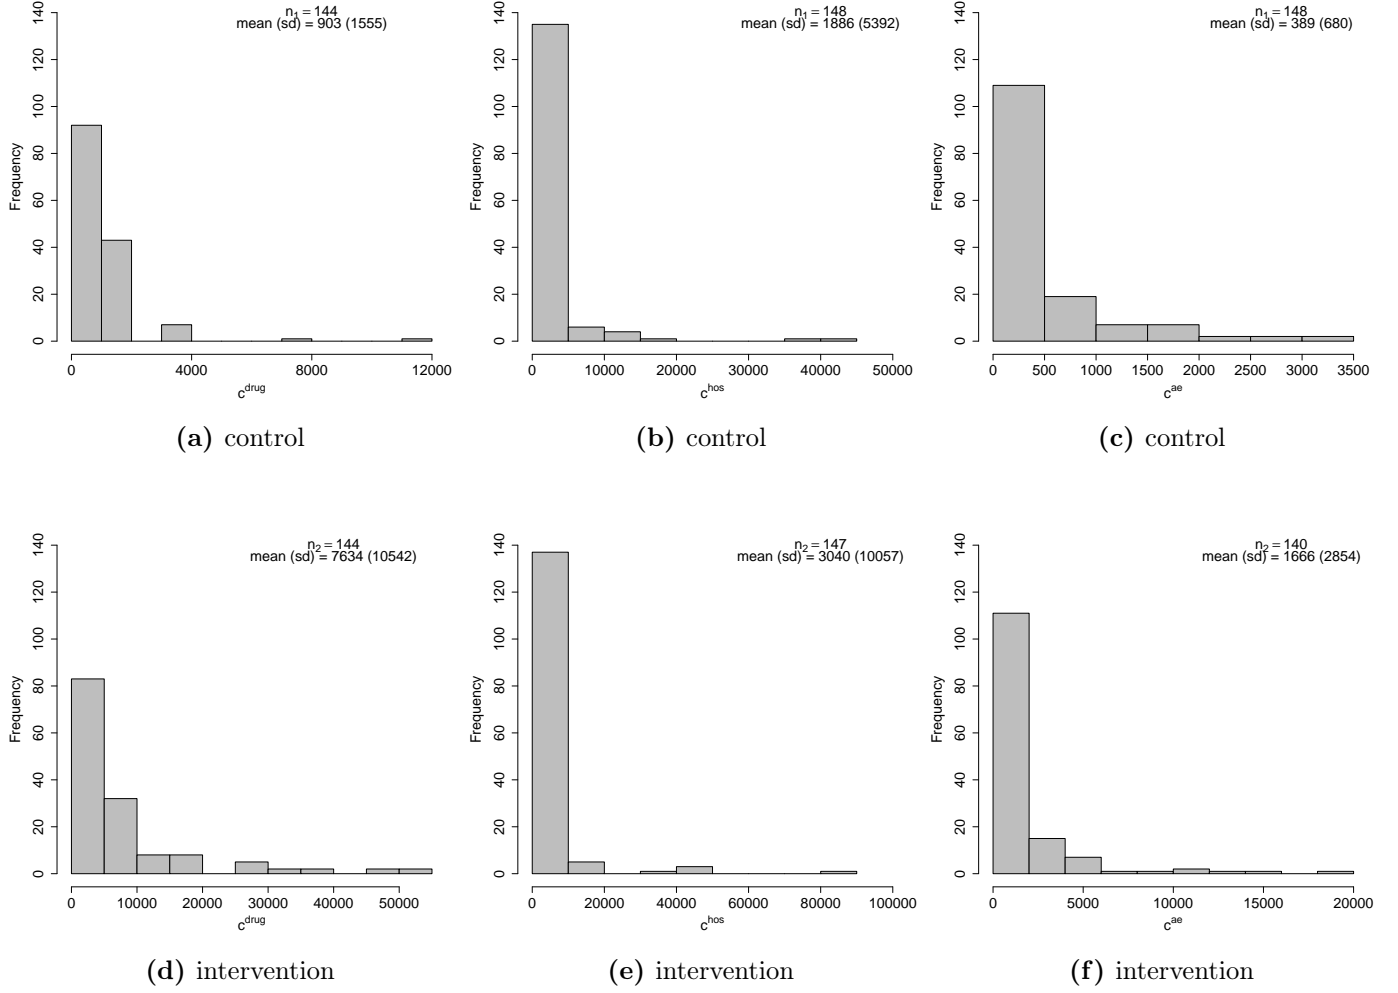 n₁ = 144
mean (sd) = 903 (1555)
Frequency
0 20 40 60 80 100 120 140
0 4000 8000 12000
c^drug
(a) control
n₁ = 148
mean (sd) = 1886 (5392)
Frequency
0 20 40 60 80 100 120 140
0 10000 20000 30000 40000 50000
c^hos
(b) control
n₁ = 148
mean (sd) = 389 (680)
Frequency
0 20 40 60 80 100 120 140
0 500 1000 1500 2000 2500 3000 3500
c^ae
(c) control
n₂ = 144
mean (sd) = 7634 (10542)
Frequency
0 20 40 60 80 100 120 140
0 10000 20000 30000 40000 50000
c^drug
(d) intervention
n₂ = 147
mean (sd) = 3040 (10057)
Frequency
0 20 40 60 80 100 120 140
0 20000 40000 60000 80000 100000
c^hos
(e) intervention
n₂ = 140
mean (sd) = 1666 (2854)
Frequency
0 20 40 60 80 100 120 140
0 5000 10000 15000 20000
c^ae
(f) intervention